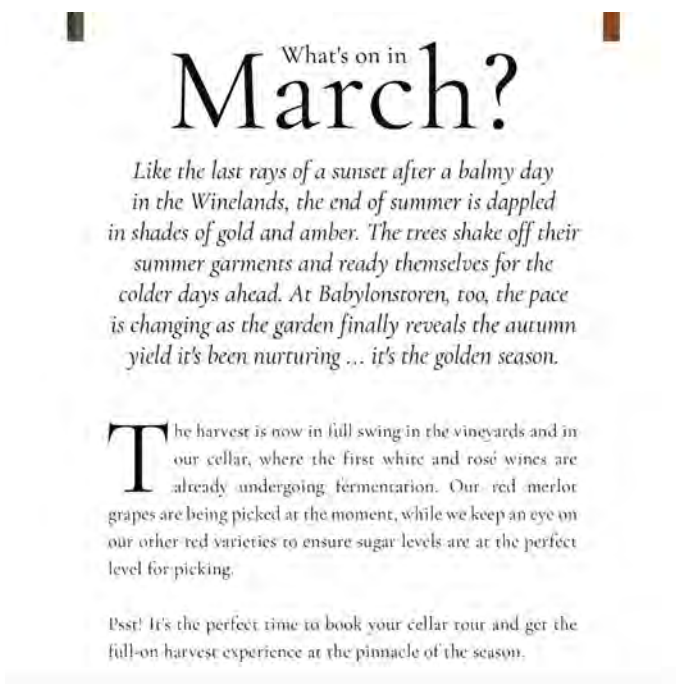 What's on in
March?
Like the last rays of a sunset after a balmy day
in the Winelands, the end of summer is dappled
in shades of gold and amber. The trees shake off their
summer garments and ready themselves for the
colder days ahead. At Babylonstoren, too, the pace
is changing as the garden finally reveals the autumn
yield it's been nurturing ... it's the golden season.
The harvest is now in full swing in the vineyards and in
our cellar, where the first white and rosé wines are
already undergoing fermentation. Our red merlot
grapes are being picked at the moment, while we keep an eye on
our other red varieties to ensure sugar levels are at the perfect
level for picking.
Psst! It's the perfect time to book your cellar tour and get the
full-on harvest experience at the pinnacle of the season.